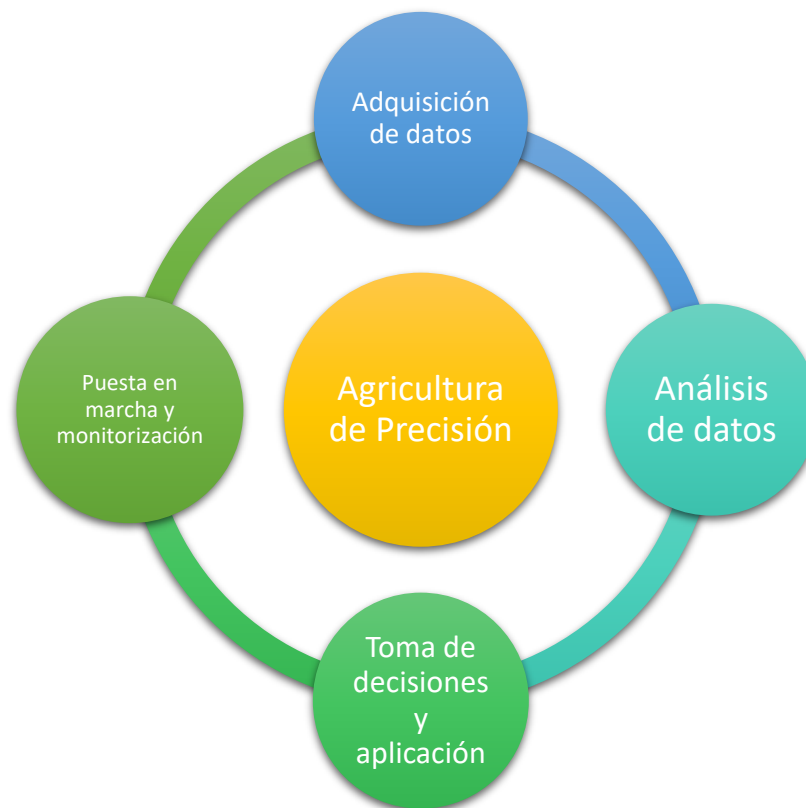 Adquisición
de datos
Agricultura
de Precisión
Análisis
de datos
Puesta en
marcha y
monitorización
Toma de
decisiones
y
aplicación